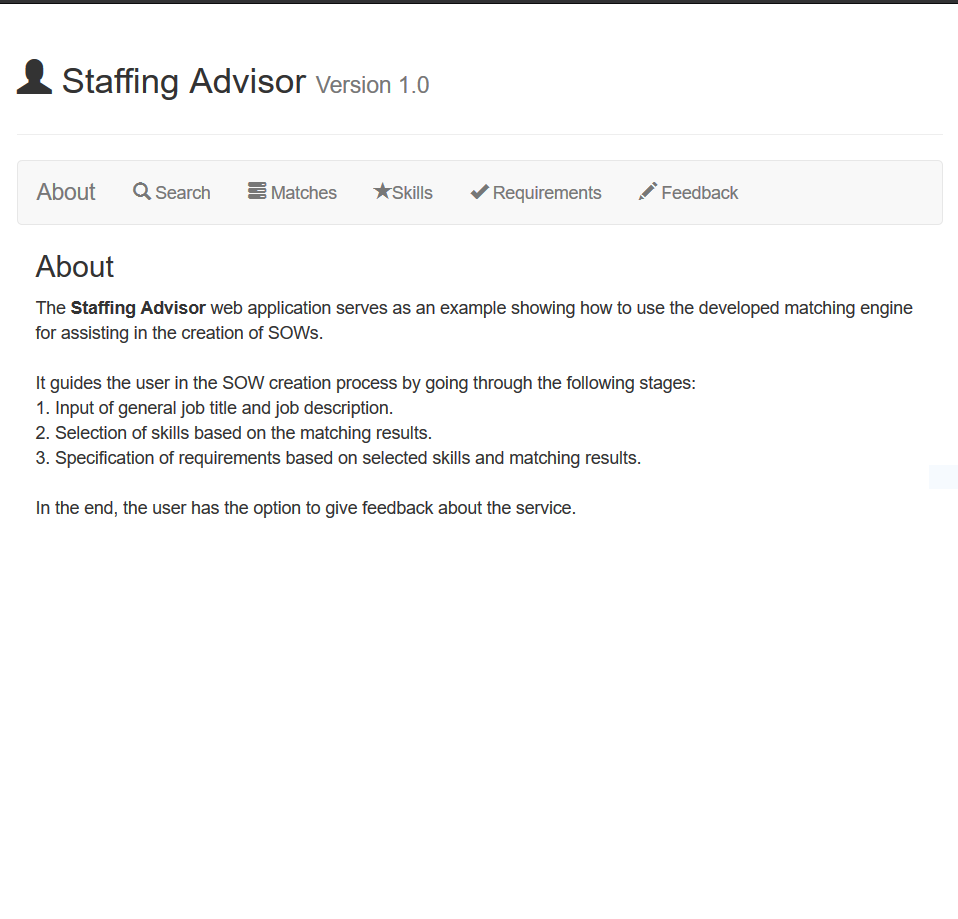 Staffing Advisor Version 1.0
About Search Matches Skills Requirements Feedback
About
The Staffing Advisor web application serves as an example showing how to use the developed matching engine
for assisting in the creation of SOWs.
It guides the user in the SOW creation process by going through the following stages:
1. Input of general job title and job description.
2. Selection of skills based on the matching results.
3. Specification of requirements based on selected skills and matching results.
In the end, the user has the option to give feedback about the service.